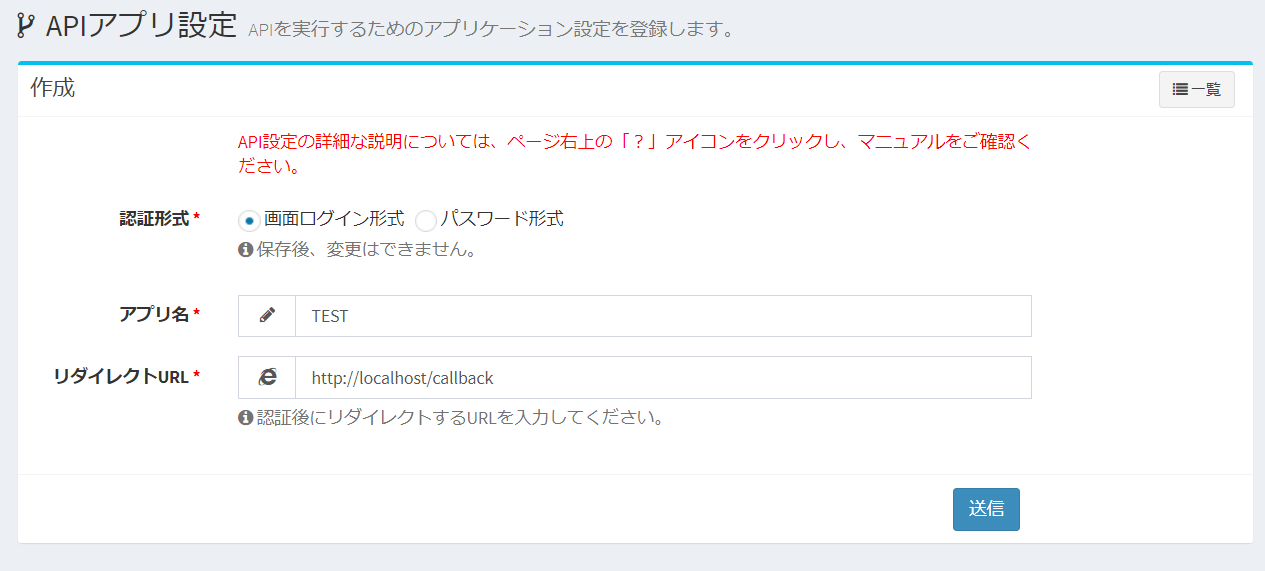 APIアプリ設定 APIを実行するためのアプリケーション設定を登録します。
作成
一覧
API設定の詳細な説明については、ページ右上の「？」アイコンをクリックし、マニュアルをご確認く
ださい。
認証形式* 画面ログイン形式 パスワード形式
保存後、変更はできません。
アプリ名* TEST
リダイレクトURL* http://localhost/callback
認証後にリダイレクトするURLを入力してください。
送信